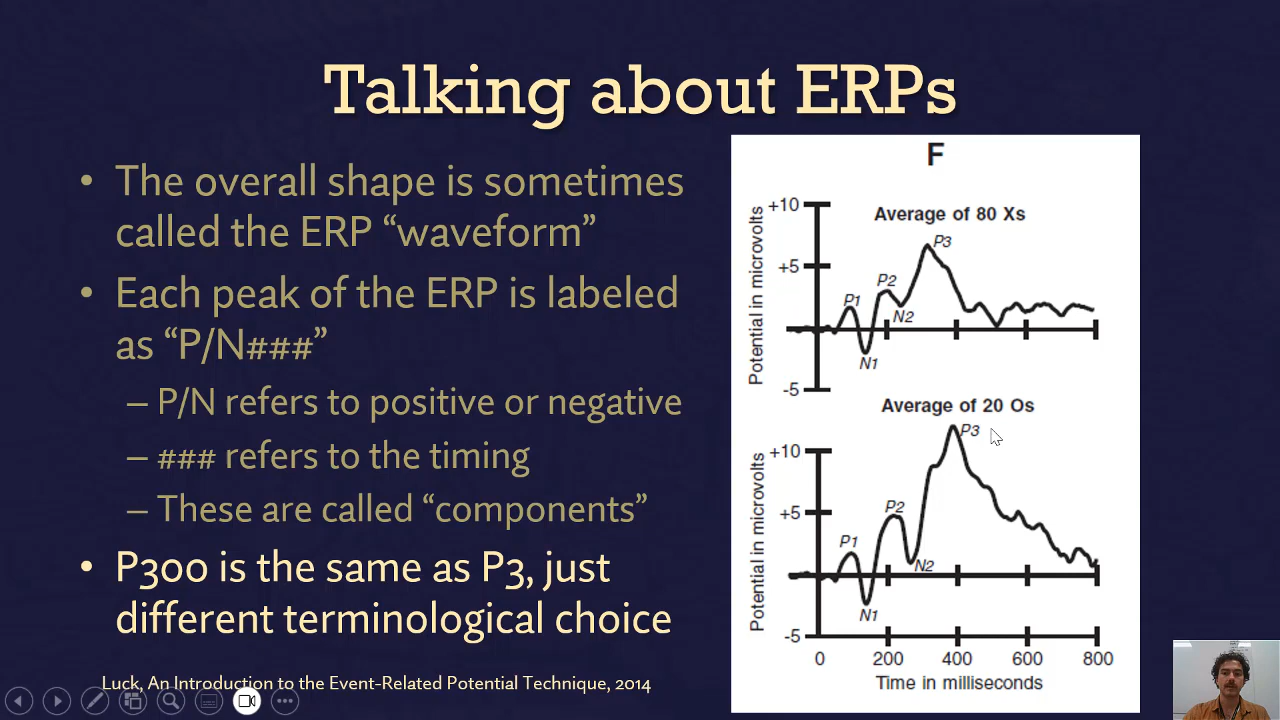 Talking about ERPs
• The overall shape is sometimes
called the ERP “waveform”
• Each peak of the ERP is labeled
as “P/N###”
– P/N refers to positive or negative
– ### refers to the timing
– These are called “components”
• P300 is the same as P3, just
different terminological choice
Luck, An Introduction to the Event-Related Potential Technique, 2014
F
Average of 80 Xs
Potential in microvolts
+10
+5
-5
P1
N1
P2
N2
P3
Average of 20 Os
Potential in microvolts
+10
+5
-5
P1
N1
P2
N2
P3
0 200 400 600 800
Time in milliseconds